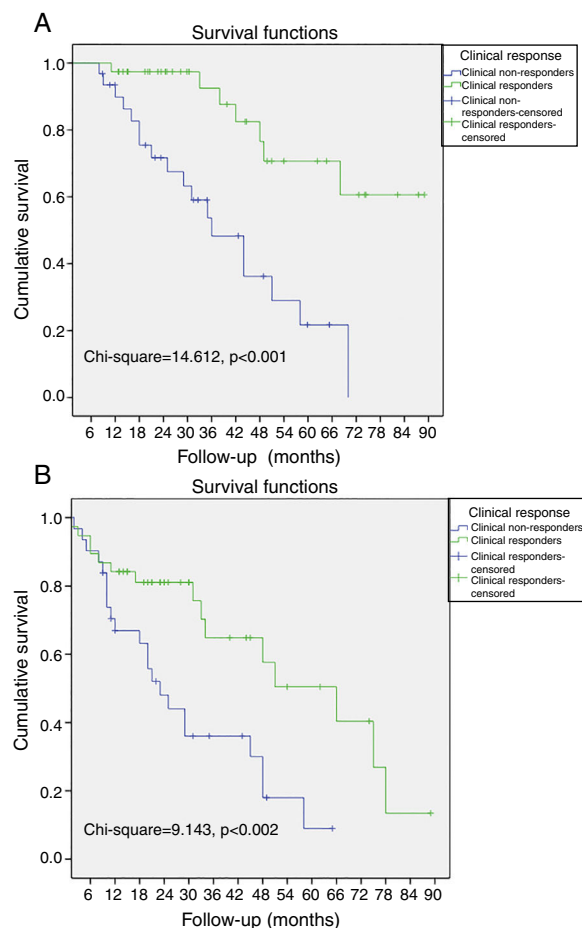 A
Survival functions
Clinical response
Clinical non-responders
Clinical responders
Clinical non-
responders-censored
Clinical responders-
censored
1.0
0.8
0.6
0.4
0.2
0.0
Cumulative survival
Chi-square=14.612, p<0.001
6 12 18 24 30 36 42 48 54 60 66 72 78 84 90
Follow-up (months)
B
Survival functions
Clinical response
Clinical non-responders
Clinical responders
Clinical responders-
censored
Clinical responders-
censored
1.0
0.8
0.6
0.4
0.2
0.0
Cumulative survival
Chi-square=9.143, p<0.002
6 12 18 24 30 36 42 48 54 60 66 72 78 84 90
Follow-up (months)